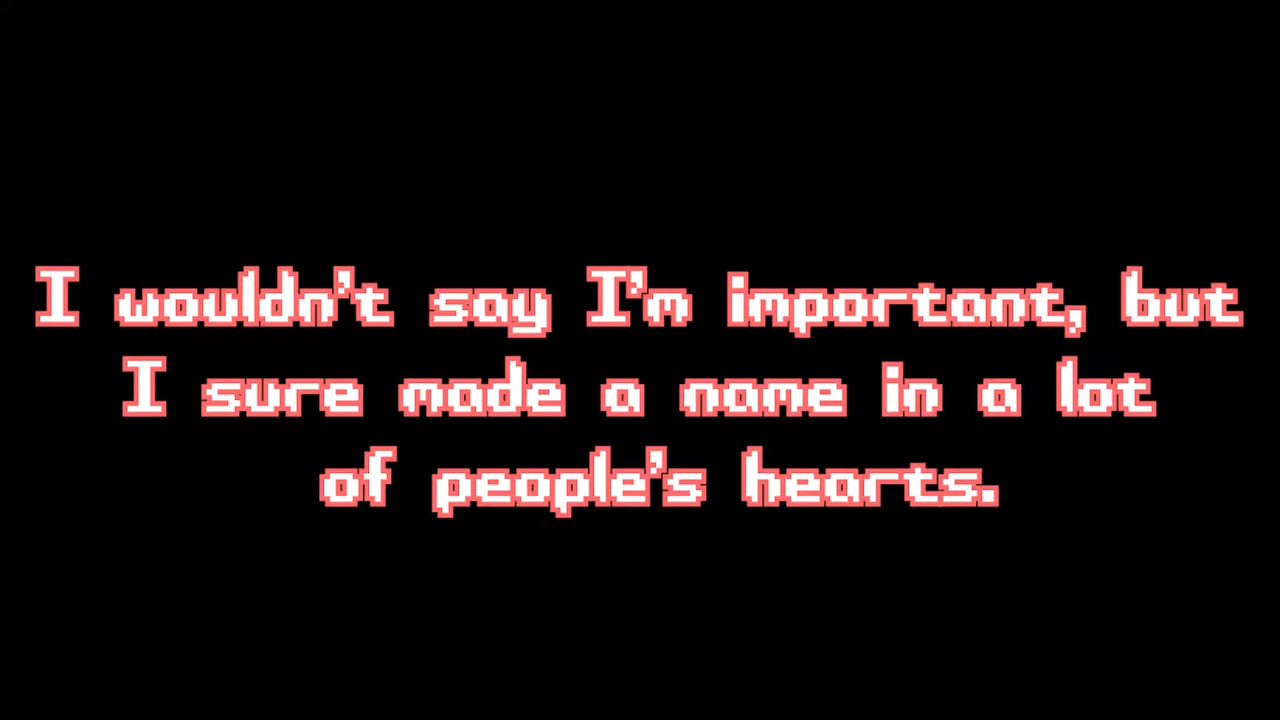 I wouldn't say I'm important, but
I sure made a name in a lot
of people's hearts.